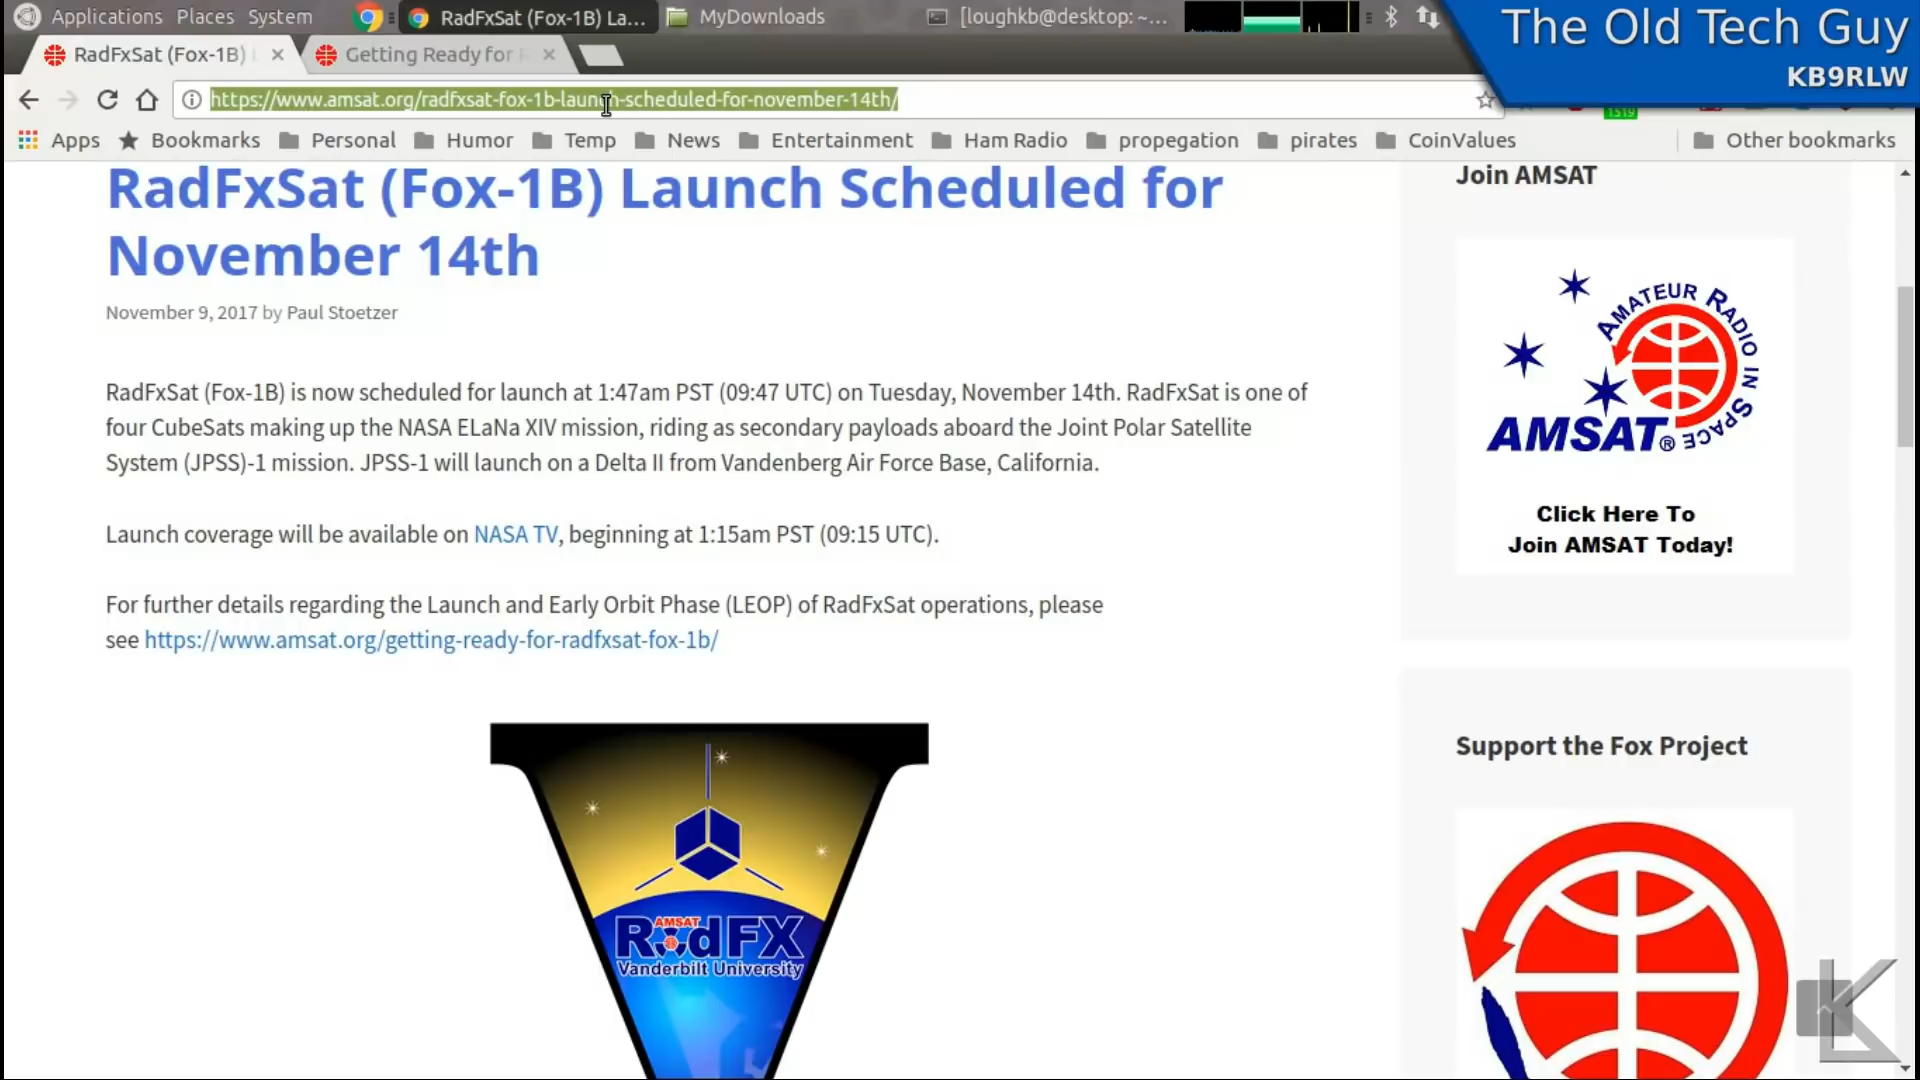 Applications Places System
RadFxSat (Fox-1B) La...
MyDownloads
[loughkb@desktop: ~...
The Old Tech Guy
KB9RLW
RadFxSat (Fox-1B)
Getting Ready for
https://www.amsat.org/radfxsat-fox-1b-launch-scheduled-for-november-14th/
1519
Apps Bookmarks Personal Humor Temp News Entertainment Ham Radio propegation pirates CoinValues Other bookmarks
RadFxSat (Fox-1B) Launch Scheduled for
November 14th
November 9, 2017 by Paul Stoetzer
RadFxSat (Fox-1B) is now scheduled for launch at 1:47am PST (09:47 UTC) on Tuesday, November 14th. RadFxSat is one of
four CubeSats making up the NASA ELaNa XIV mission, riding as secondary payloads aboard the Joint Polar Satellite
System (JPSS)-1 mission. JPSS-1 will launch on a Delta II from Vandenberg Air Force Base, California.
Launch coverage will be available on NASA TV, beginning at 1:15am PST (09:15 UTC).
For further details regarding the Launch and Early Orbit Phase (LEOP) of RadFxSat operations, please
see https://www.amsat.org/getting-ready-for-radfxsat-fox-1b/
AMSAT
RadFX
Vanderbilt University
Join AMSAT
AMATEUR RADIO IN SPACE
AMSAT®
Click Here To
Join AMSAT Today!
Support the Fox Project